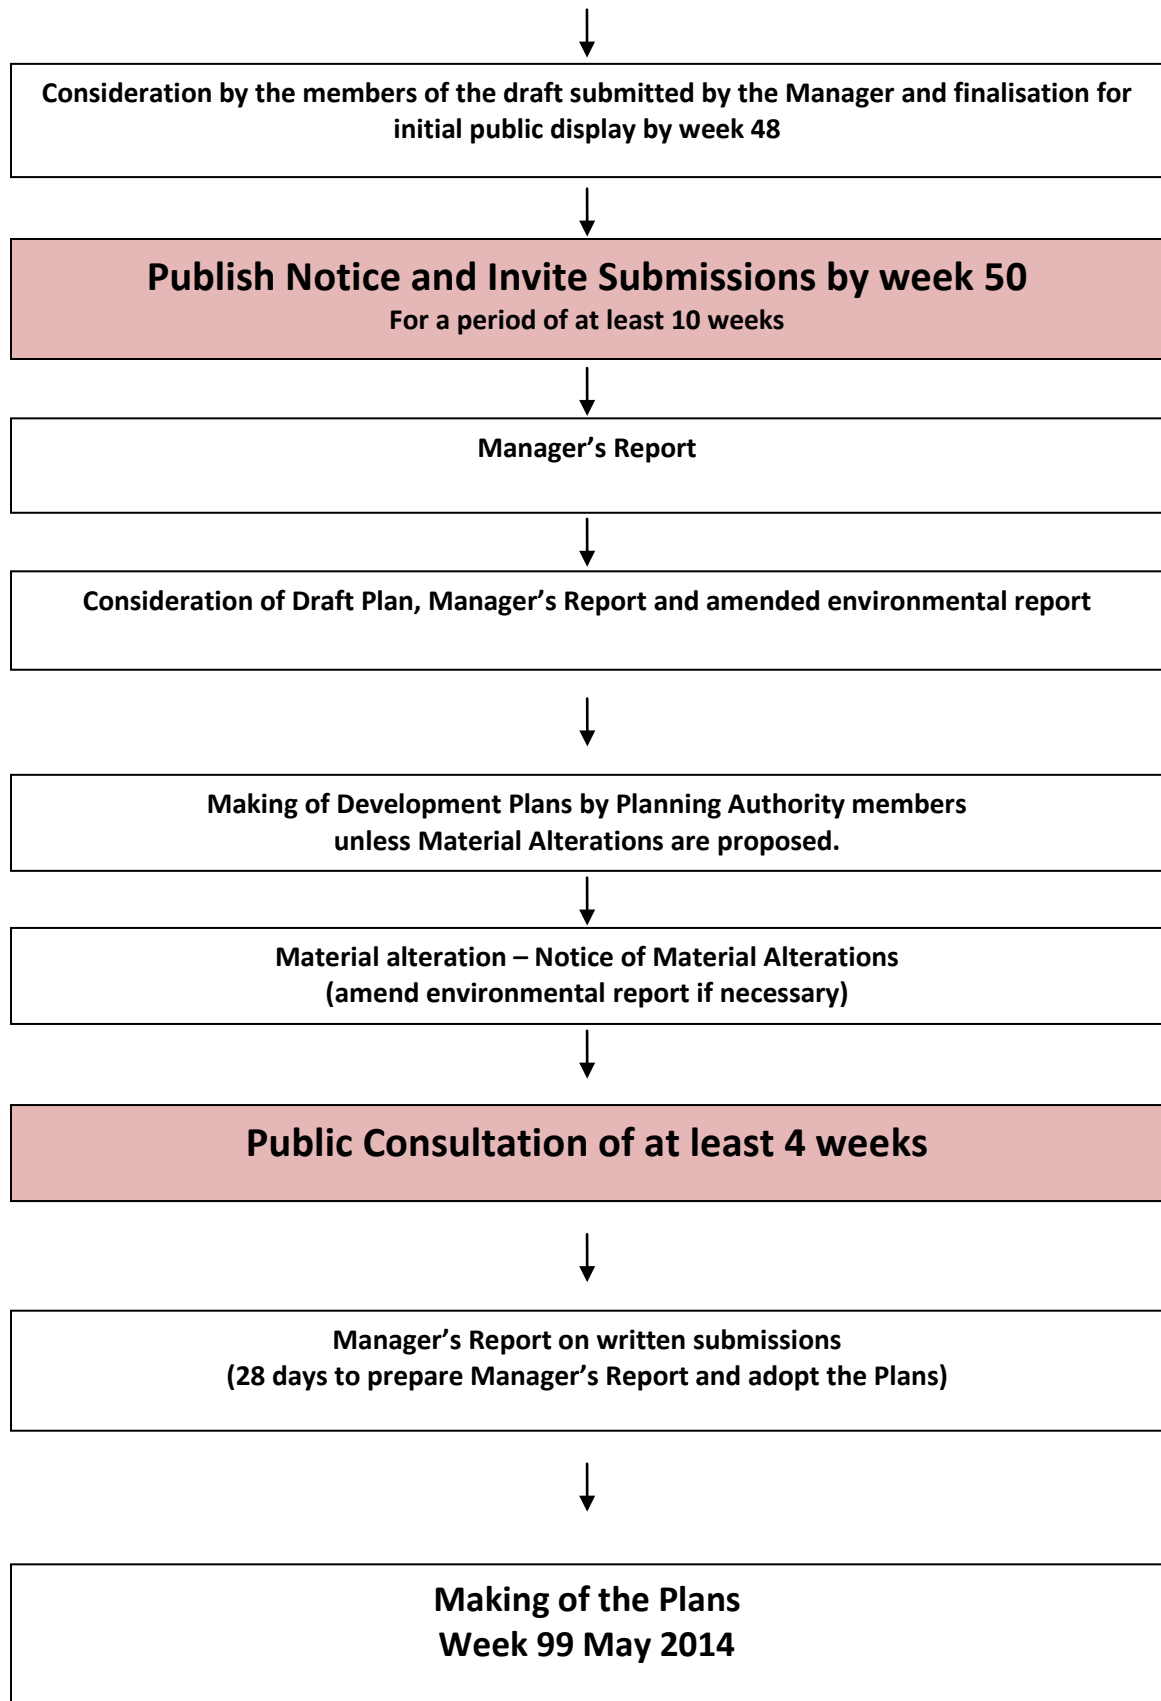 Consideration by the members of the draft submitted by the Manager and finalisation for
initial public display by week 48
Publish Notice and Invite Submissions by week 50
For a period of at least 10 weeks
Manager’s Report
Consideration of Draft Plan, Manager’s Report and amended environmental report
Making of Development Plans by Planning Authority members
unless Material Alterations are proposed.
Material alteration – Notice of Material Alterations
(amend environmental report if necessary)
Public Consultation of at least 4 weeks
Manager’s Report on written submissions
(28 days to prepare Manager’s Report and adopt the Plans)
Making of the Plans
Week 99 May 2014